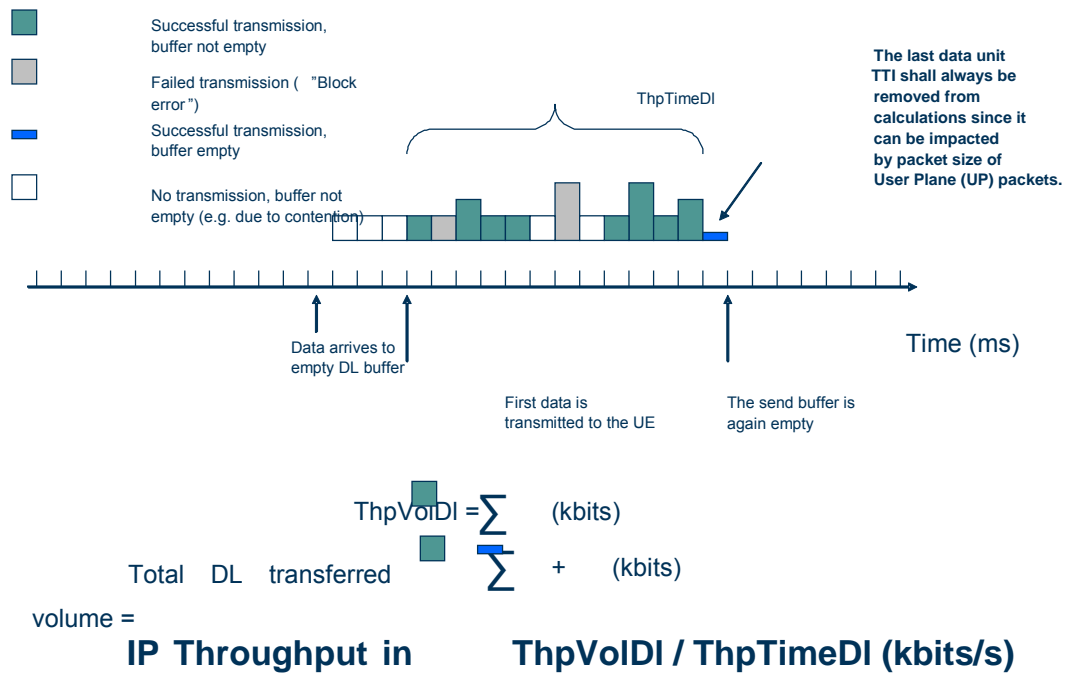 Successful transmission,
buffer not empty
Failed transmission ( "Block
error")
Successful transmission,
buffer empty
No transmission, buffer not
empty (e.g. due to contention)
ThpTimeDl
The last data unit
TTI shall always be
removed from
calculations since it
can be impacted
by packet size of
User Plane (UP) packets.
Time (ms)
Data arrives to
empty DL buffer
First data is
transmitted to the UE
The send buffer is
again empty
ThpVolDl = ∑ (kbits)
Total DL transferred ∑ + (kbits)
volume =
IP Throughput in ThpVolDl / ThpTimeDl (kbits/s)